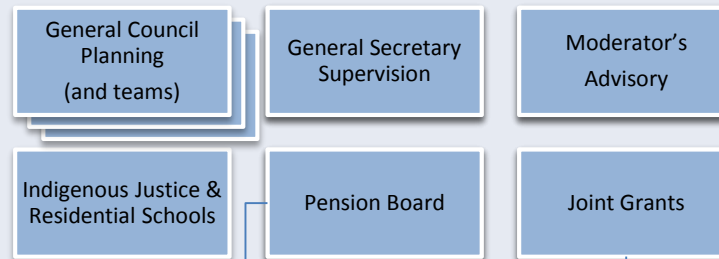 General Council
Planning
(and teams)
General Secretary
Supervision
Moderator’s
Advisory
Indigenous Justice &
Residential Schools
Pension Board
Joint Grants